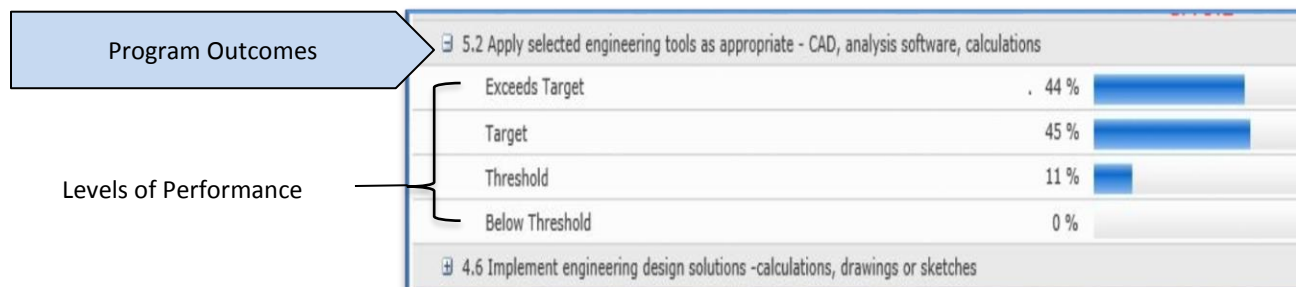 Program Outcomes
5.2 Apply selected engineering tools as appropriate - CAD, analysis software, calculations
Exceeds Target . 44 %
Target 45 %
Levels of Performance
Threshold 11 %
Below Threshold 0 %
4.6 Implement engineering design solutions -calculations, drawings or sketches